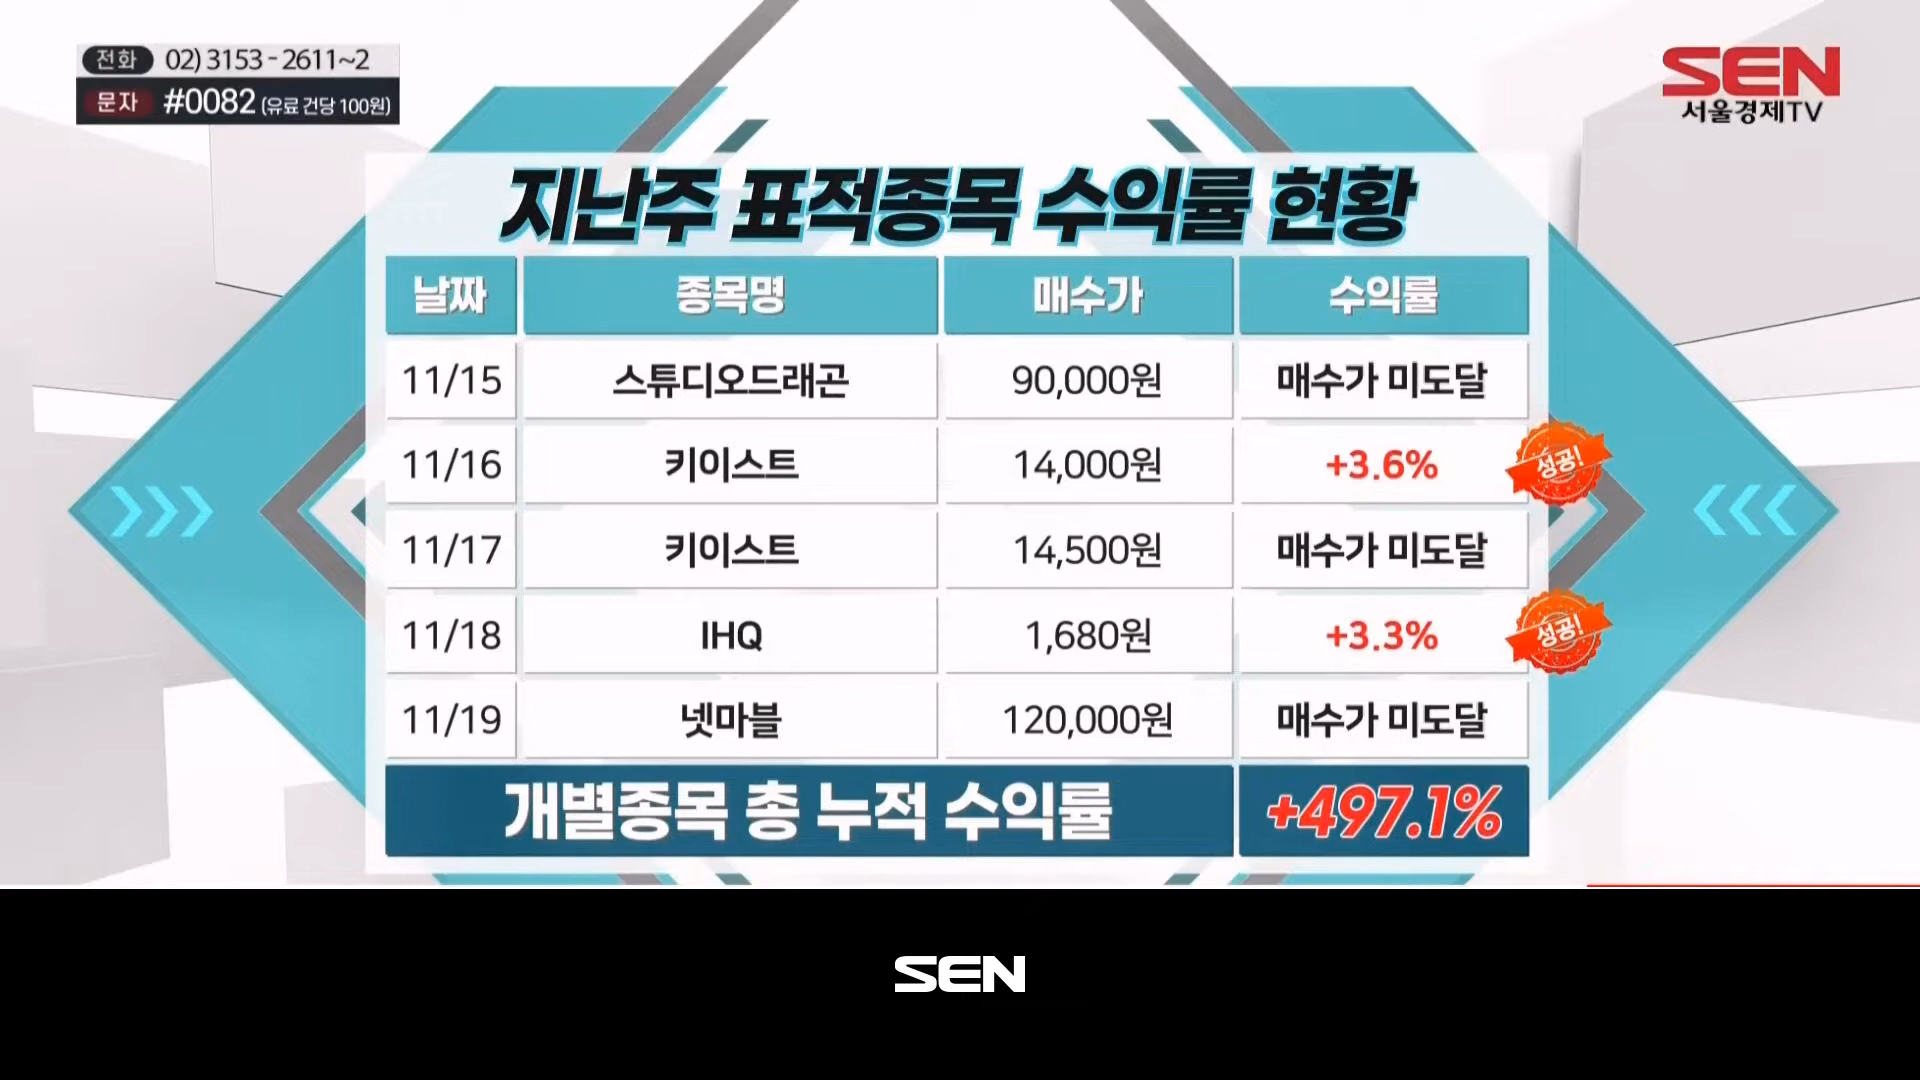 전화 02) 3153-2611~2
문자 #0082 (유료 건당 100원)
SEN
서울경제TV
지난주 표적종목 수익률 현황
날짜 종목명 매수가 수익률
11/15 스튜디오드래곤 90,000원 매수가 미도달
11/16 키이스트 14,000원 +3.6% 성공!
11/17 키이스트 14,500원 매수가 미도달
11/18 IHQ 1,680원 +3.3% 성공!
11/19 넷마블 120,000원 매수가 미도달
개별종목 총 누적 수익률 +497.1%
SEN